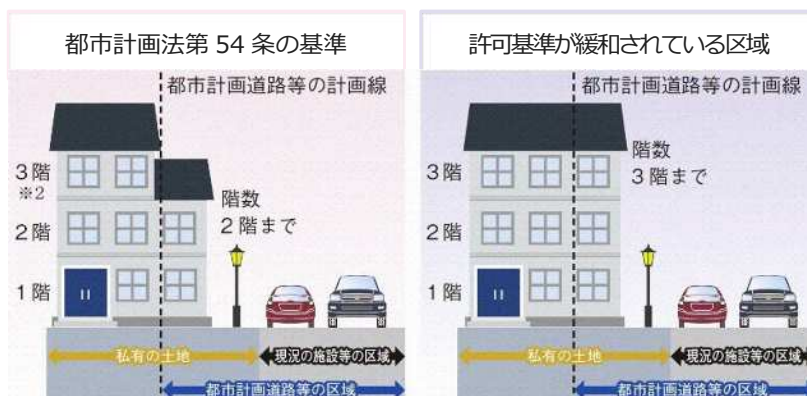 都市計画法第 54 条の基準
都市計画道路等の計画線
3階
※2
2階
1階
階数
2階まで
私有の土地
現況の施設等の区域
都市計画道路等の区域
許可基準が緩和されている区域
都市計画道路等の計画線
3階
2階
1階
階数
3階まで
私有の土地
現況の施設等の区域
都市計画道路等の区域